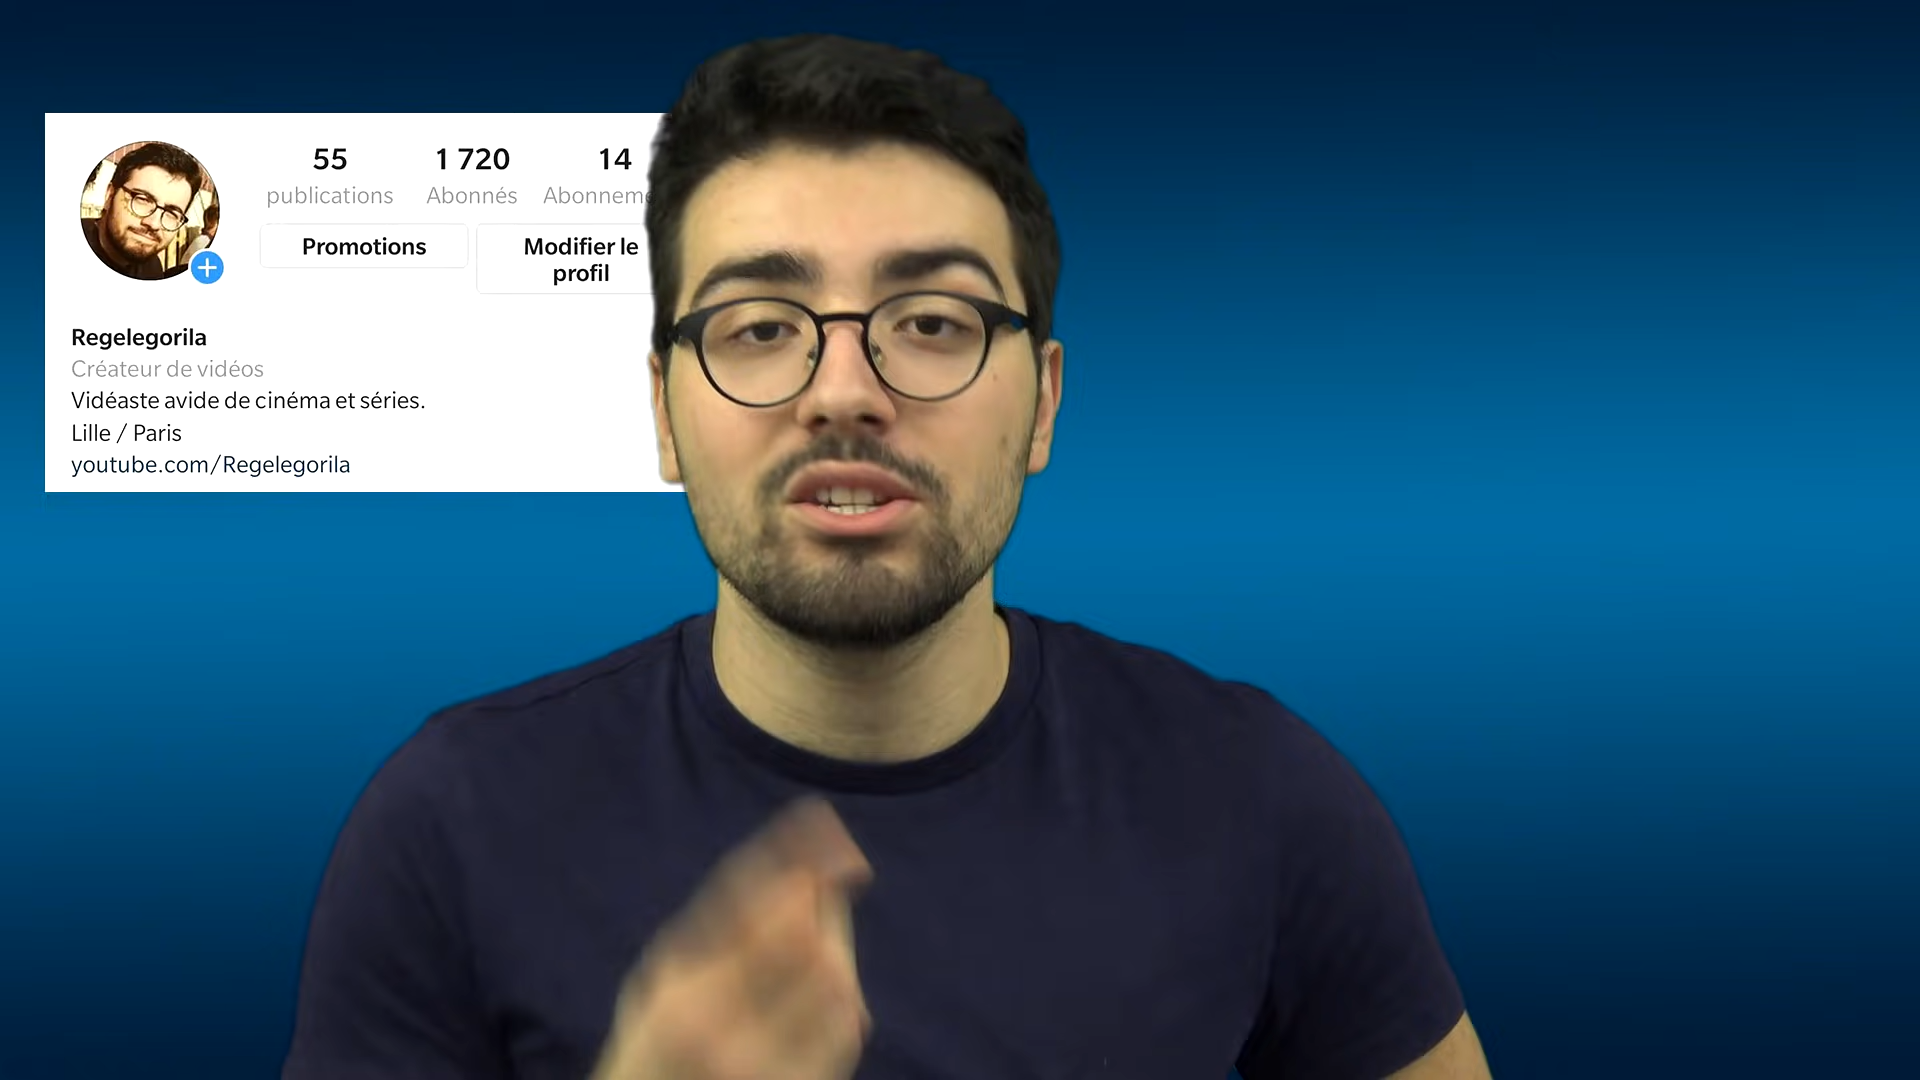 55 1 720 14
publications Abonnés Abonneme
Promotions Modifier le
profil
Regelegorila
Créateur de vidéos
Vidéaste avide de cinéma et séries.
Lille / Paris
youtube.com/Regelegorila